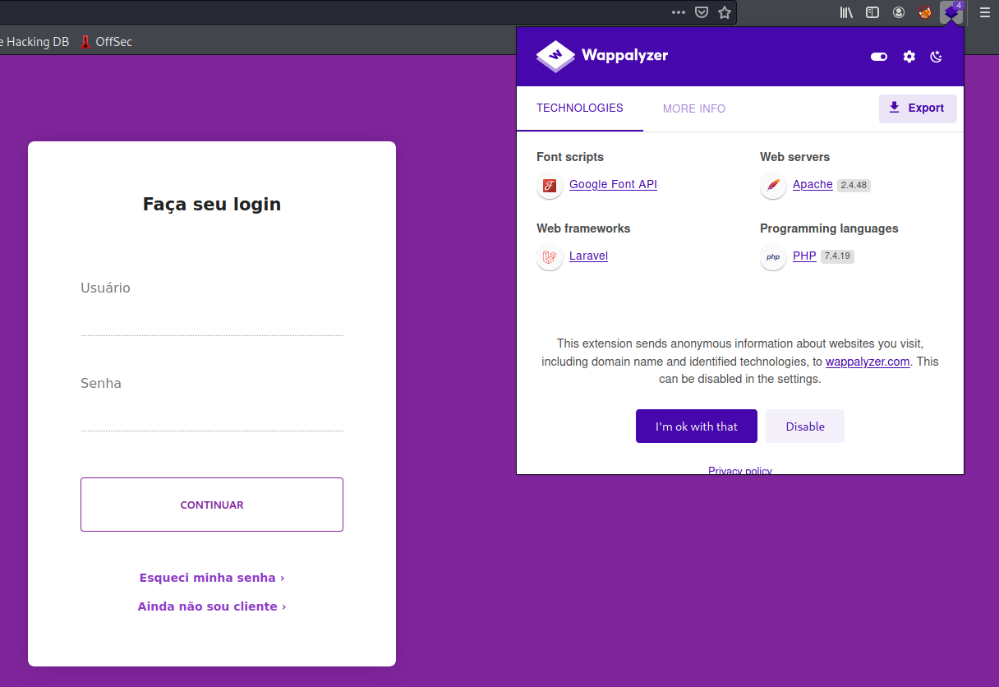 4
e Hacking DB OffSec
Wappalyzer
TECHNOLOGIES MORE INFO Export
Font scripts
Google Font API
Web servers
Apache 2.4.48
Web frameworks
Laravel
Programming languages
php PHP 7.4.19
This extension sends anonymous information about websites you visit,
including domain name and identified technologies, to wappalyzer.com. This
can be disabled in the settings.
I'm ok with that Disable
Privacy policy
Faça seu login
Usuário
Senha
CONTINUAR
Esqueci minha senha ›
Ainda não sou cliente ›